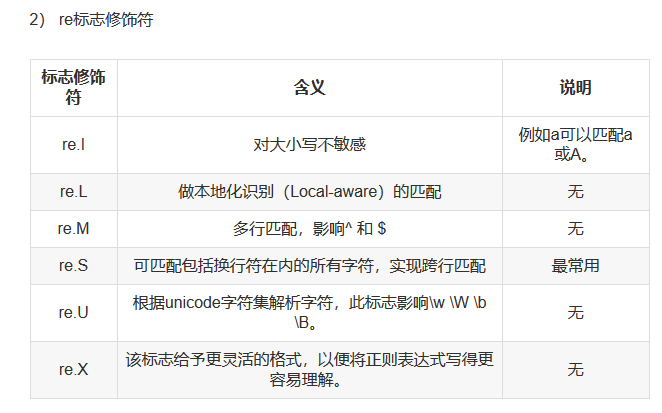 2） re标志修饰符
标志修饰
符
含义
说明
re.I
对大小写不敏感
例如a可以匹配a
或A。
re.L
做本地化识别（Local-aware）的匹配
无
re.M
多行匹配，影响^ 和 $
无
re.S
可匹配包括换行符在内的所有字符，实现跨行匹配
最常用
re.U
根据unicode字符集解析字符，此标志影响\w \W \b
\B。
无
re.X
该标志给予更灵活的格式，以便将正则表达式写得更
容易理解。
无